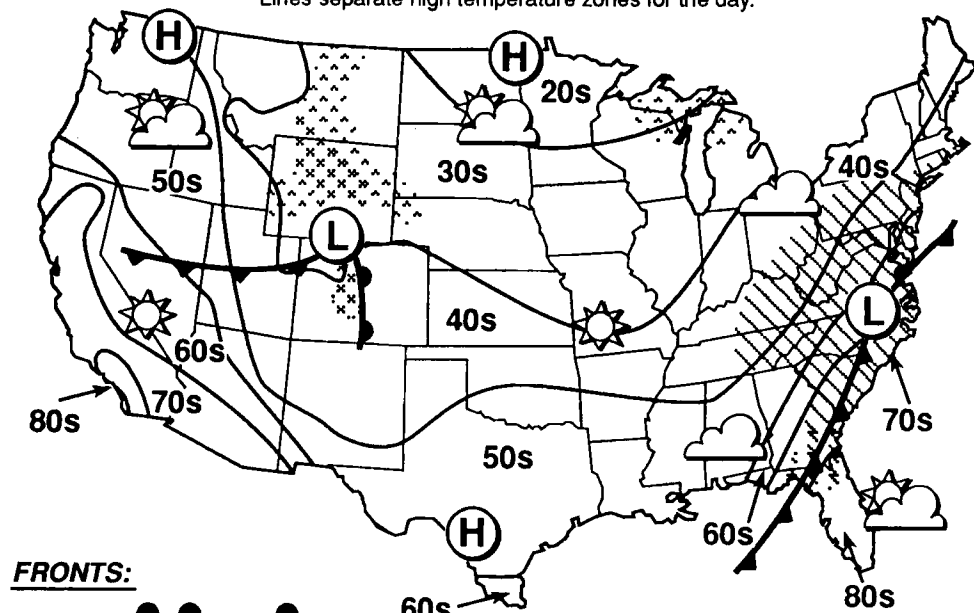 Lines separate high temperature zones for the day.
H
H
20s
50s
30s
40s
L
40s
L
60s
70s
80s
70s
50s
60s
H
80s
FRONTS:
60s